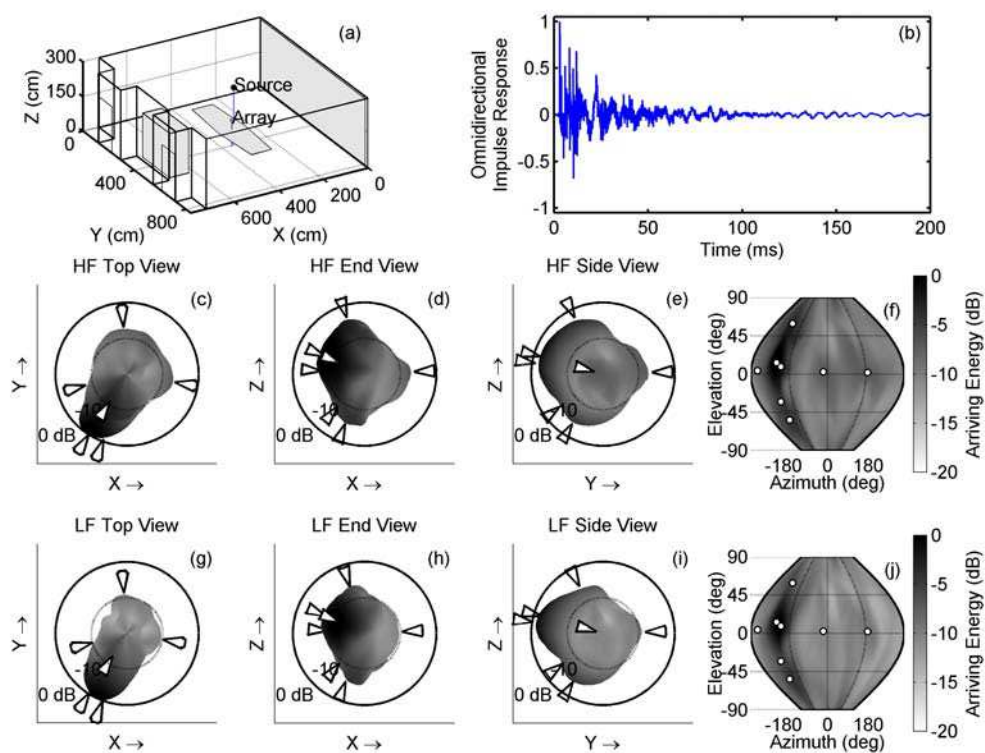 (a)
300
150
0
Z (cm)
0
400
800
Y (cm)
600
400
200
0
X (cm)
Source
Array
(b)
1
0.5
0
-0.5
-1
Omnidirectional
Impulse Response
0
50
100
150
200
Time (ms)
HF Top View
(c)
Y →
X →
-10
0 dB
HF End View
(d)
Z →
X →
-10
0 dB
HF Side View
(e)
Z →
Y →
-10
0 dB
(f)
90
45
0
-45
-90
Elevation (deg)
-180 0 180
Azimuth (deg)
0
-5
-10
-15
-20
Arriving Energy (dB)
LF Top View
(g)
Y →
X →
-10
0 dB
LF End View
(h)
Z →
X →
-10
0 dB
LF Side View
(i)
Z →
Y →
-10
0 dB
(j)
90
45
0
-45
-90
Elevation (deg)
-180 0 180
Azimuth (deg)
0
-5
-10
-15
-20
Arriving Energy (dB)